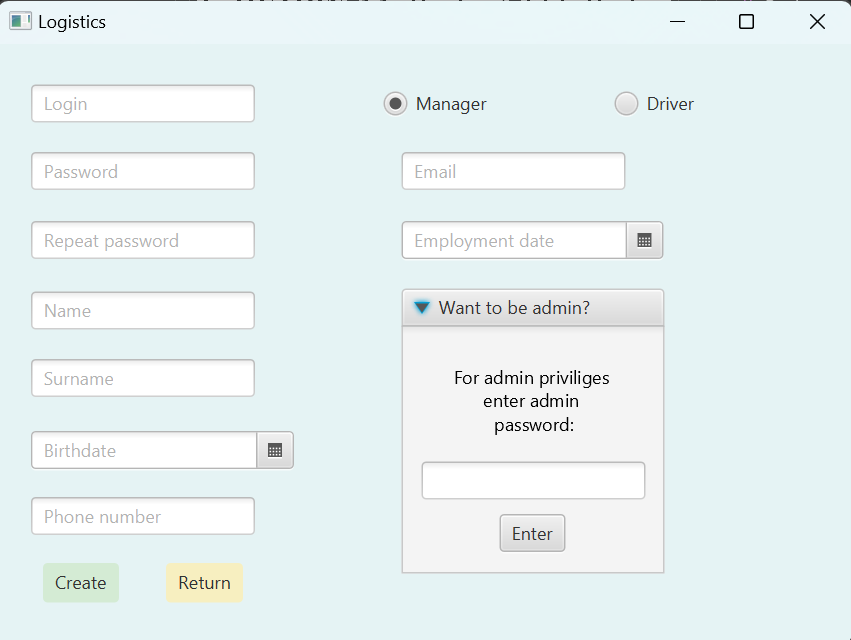 Logistics
Login
Manager
Driver
Password
Email
Repeat password
Employment date
Name
Want to be admin?
Surname
For admin priviliges
enter admin
password:
Birthdate
Phone number
Enter
Create
Return